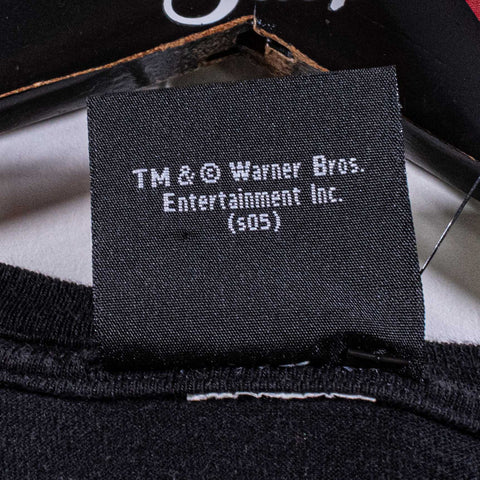 TM & © Warner Bros.
Entertainment Inc.
(s05)